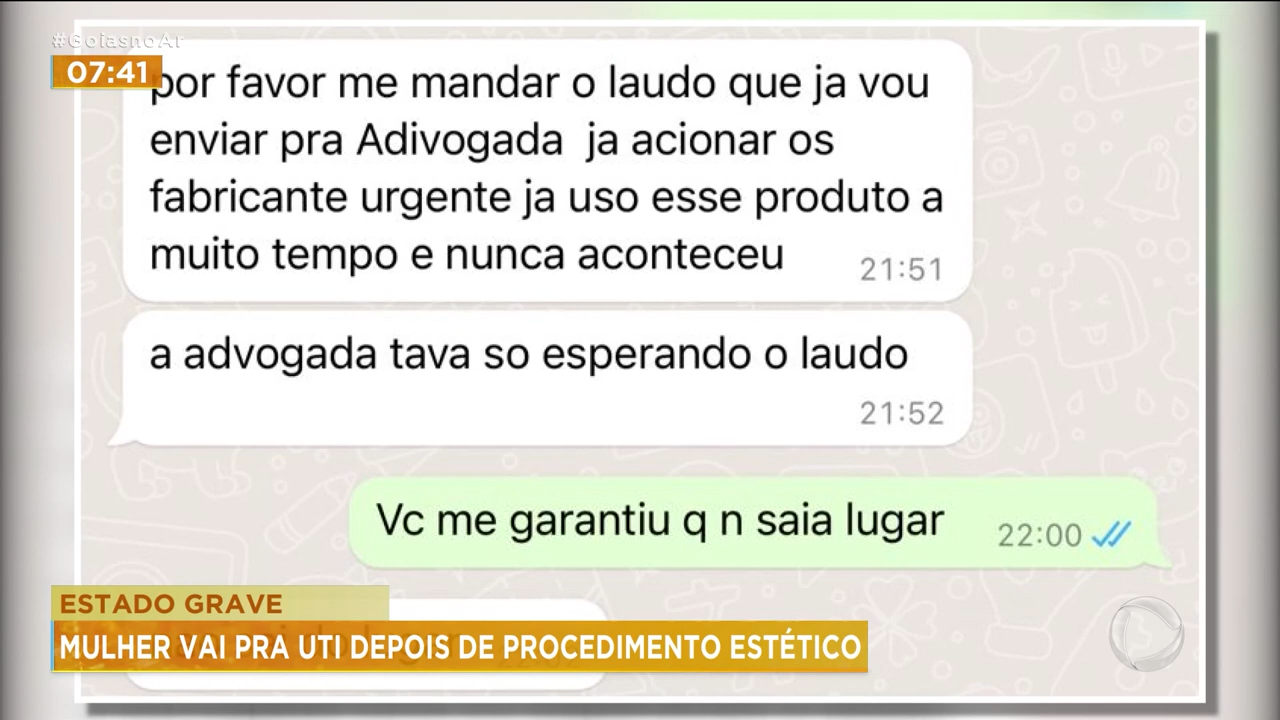 #GoiasnoAr
07:41
por favor me mandar o laudo que ja vou
enviar pra Adivogada ja acionar os
fabricante urgente ja uso esse produto a
muito tempo e nunca aconteceu
21:51
a advogada tava so esperando o laudo
21:52
Vc me garantiu q n saia lugar
22:00
ESTADO GRAVE
MULHER VAI PRA UTI DEPOIS DE PROCEDIMENTO ESTÉTICO